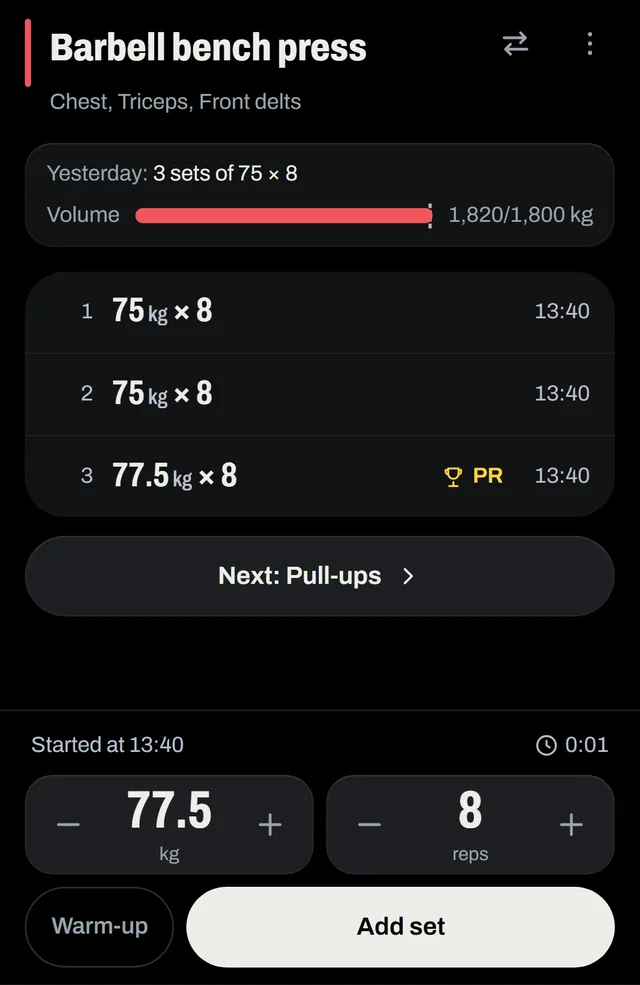 Barbell bench press
Chest, Triceps, Front delts
Yesterday: 3 sets of 75 × 8
Volume 1,820/1,800 kg
1 75 kg × 8 13:40
2 75 kg × 8 13:40
3 77.5 kg × 8 PR 13:40
Next: Pull-ups
Started at 13:40 0:01
77.5 8
kg reps
Warm-up Add set